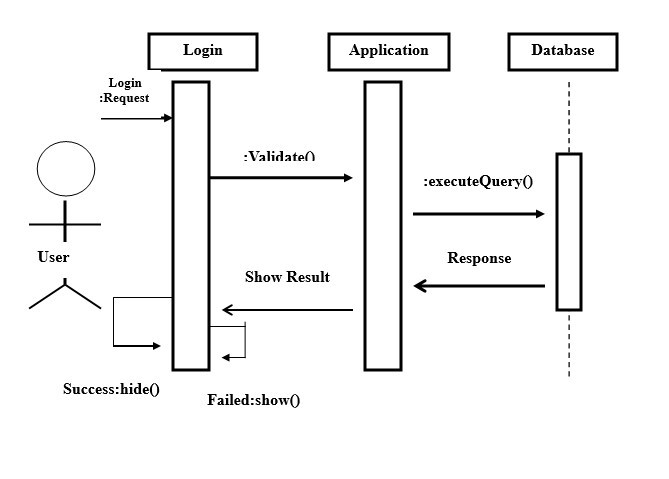 Login
Application
Database
Login
:Request
:Validate()
:executeQuery()
User
Response
Show Result
Success:hide()
Failed:show()